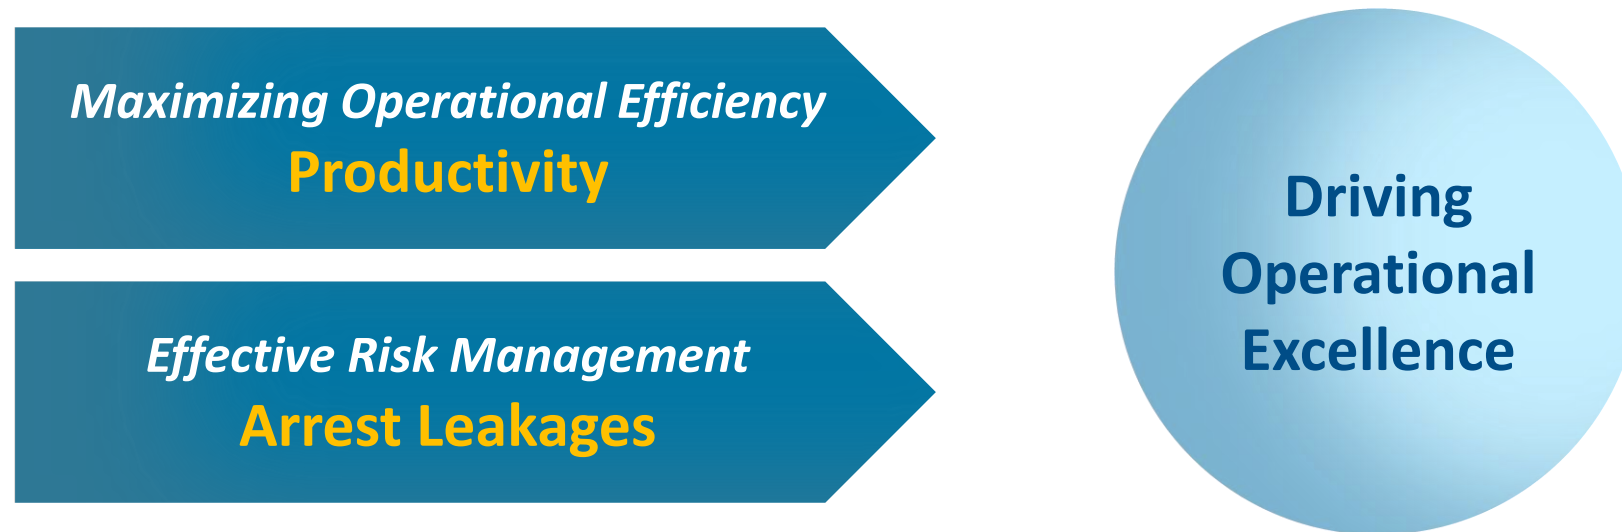 Maximizing Operational Efficiency
Productivity
Effective Risk Management
Arrest Leakages
Driving
Operational
Excellence